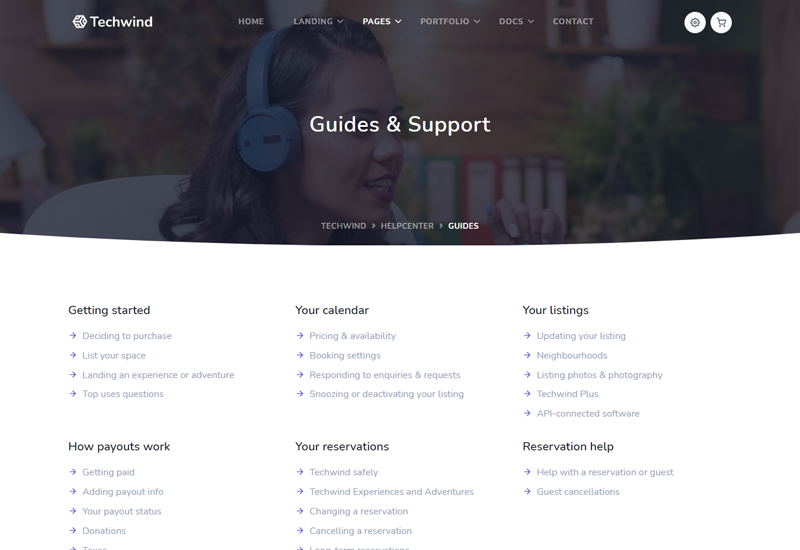 Techwind
HOME LANDING PAGES PORTFOLIO DOCS CONTACT
Guides & Support
TECHWIND HELPCENTER GUIDES
Getting started
Deciding to purchase
List your space
Landing an experience or adventure
Top uses questions
Your calendar
Pricing & availability
Booking settings
Responding to enquiries & requests
Snoozing or deactivating your listing
Your listings
Updating your listing
Neighbourhoods
Listing photos & photography
Techwind Plus
API-connected software
How payouts work
Getting paid
Adding payout info
Your payout status
Donations
Taxes
Your reservations
Techwind safely
Techwind Experiences and Adventures
Changing a reservation
Cancelling a reservation
Long-term reservations
Reservation help
Help with a reservation or guest
Guest cancellations